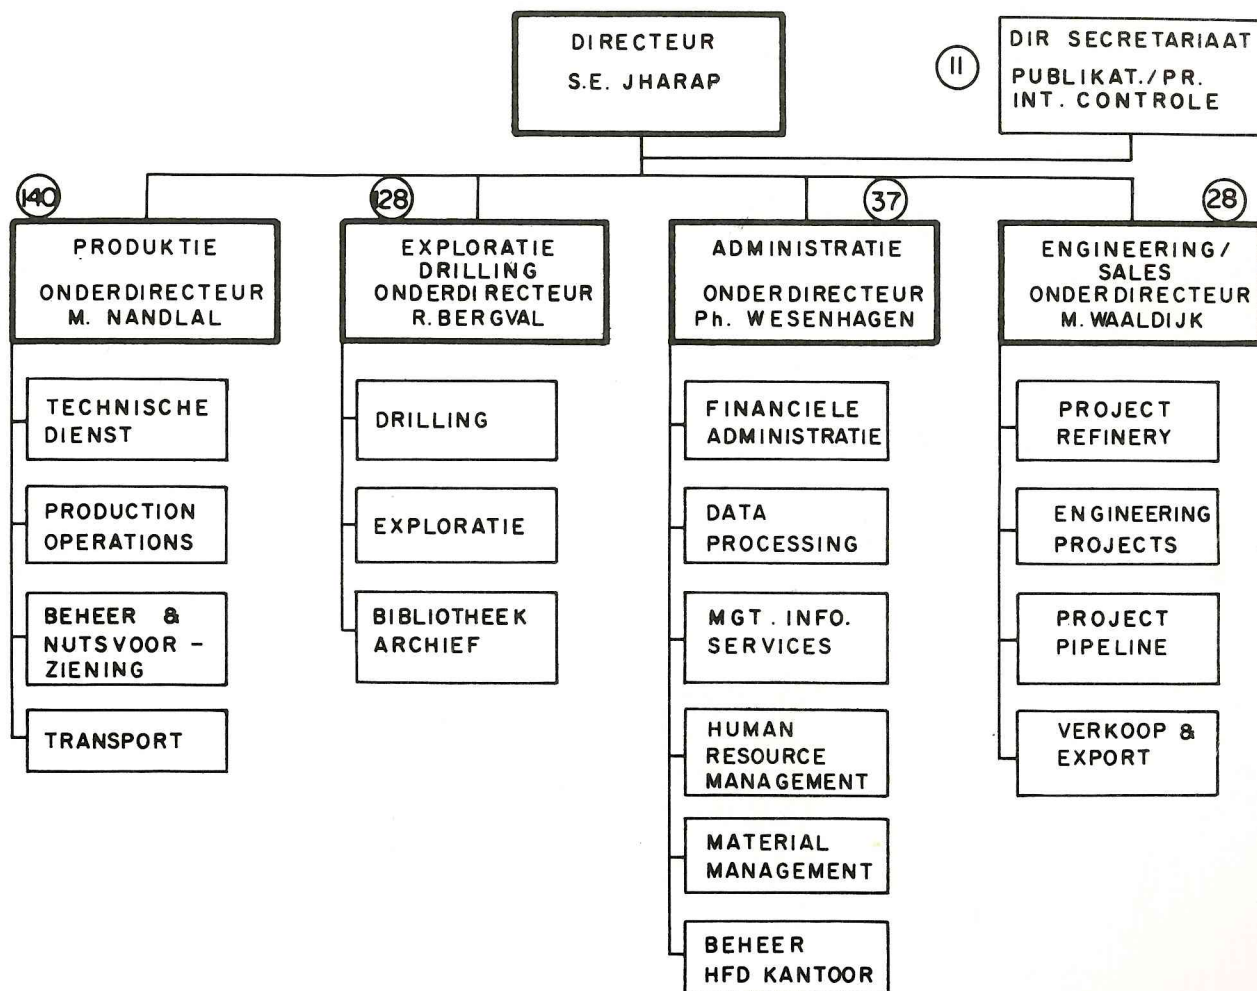 DIRECTEUR
S.E. JHARAP
11
DIR SECRETARIAAT
PUBLIKAT./PR.
INT. CONTROLE
140
PRODUKTIE
ONDERDIRECTEUR
M. NANDLAL
TECHNISCHE
DIENST
PRODUCTION
OPERATIONS
BEHEER &
NUTSVOOR-
ZIENING
TRANSPORT
128
EXPLORATIE
DRILLING
ONDERDIRECTEUR
R. BERGVAL
DRILLING
EXPLORATIE
BIBLIOTHEEK
ARCHIEF
37
ADMINISTRATIE
ONDERDIRECTEUR
Ph. WESENHAGEN
FINANCIELE
ADMINISTRATIE
DATA
PROCESSING
MGT. INFO.
SERVICES
HUMAN
RESOURCE
MANAGEMENT
MATERIAL
MANAGEMENT
BEHEER
HFD KANTOOR
28
ENGINEERING/
SALES
ONDERDIRECTEUR
M. WAALDIJK
PROJECT
REFINERY
ENGINEERING
PROJECTS
PROJECT
PIPELINE
VERKOOP &
EXPORT